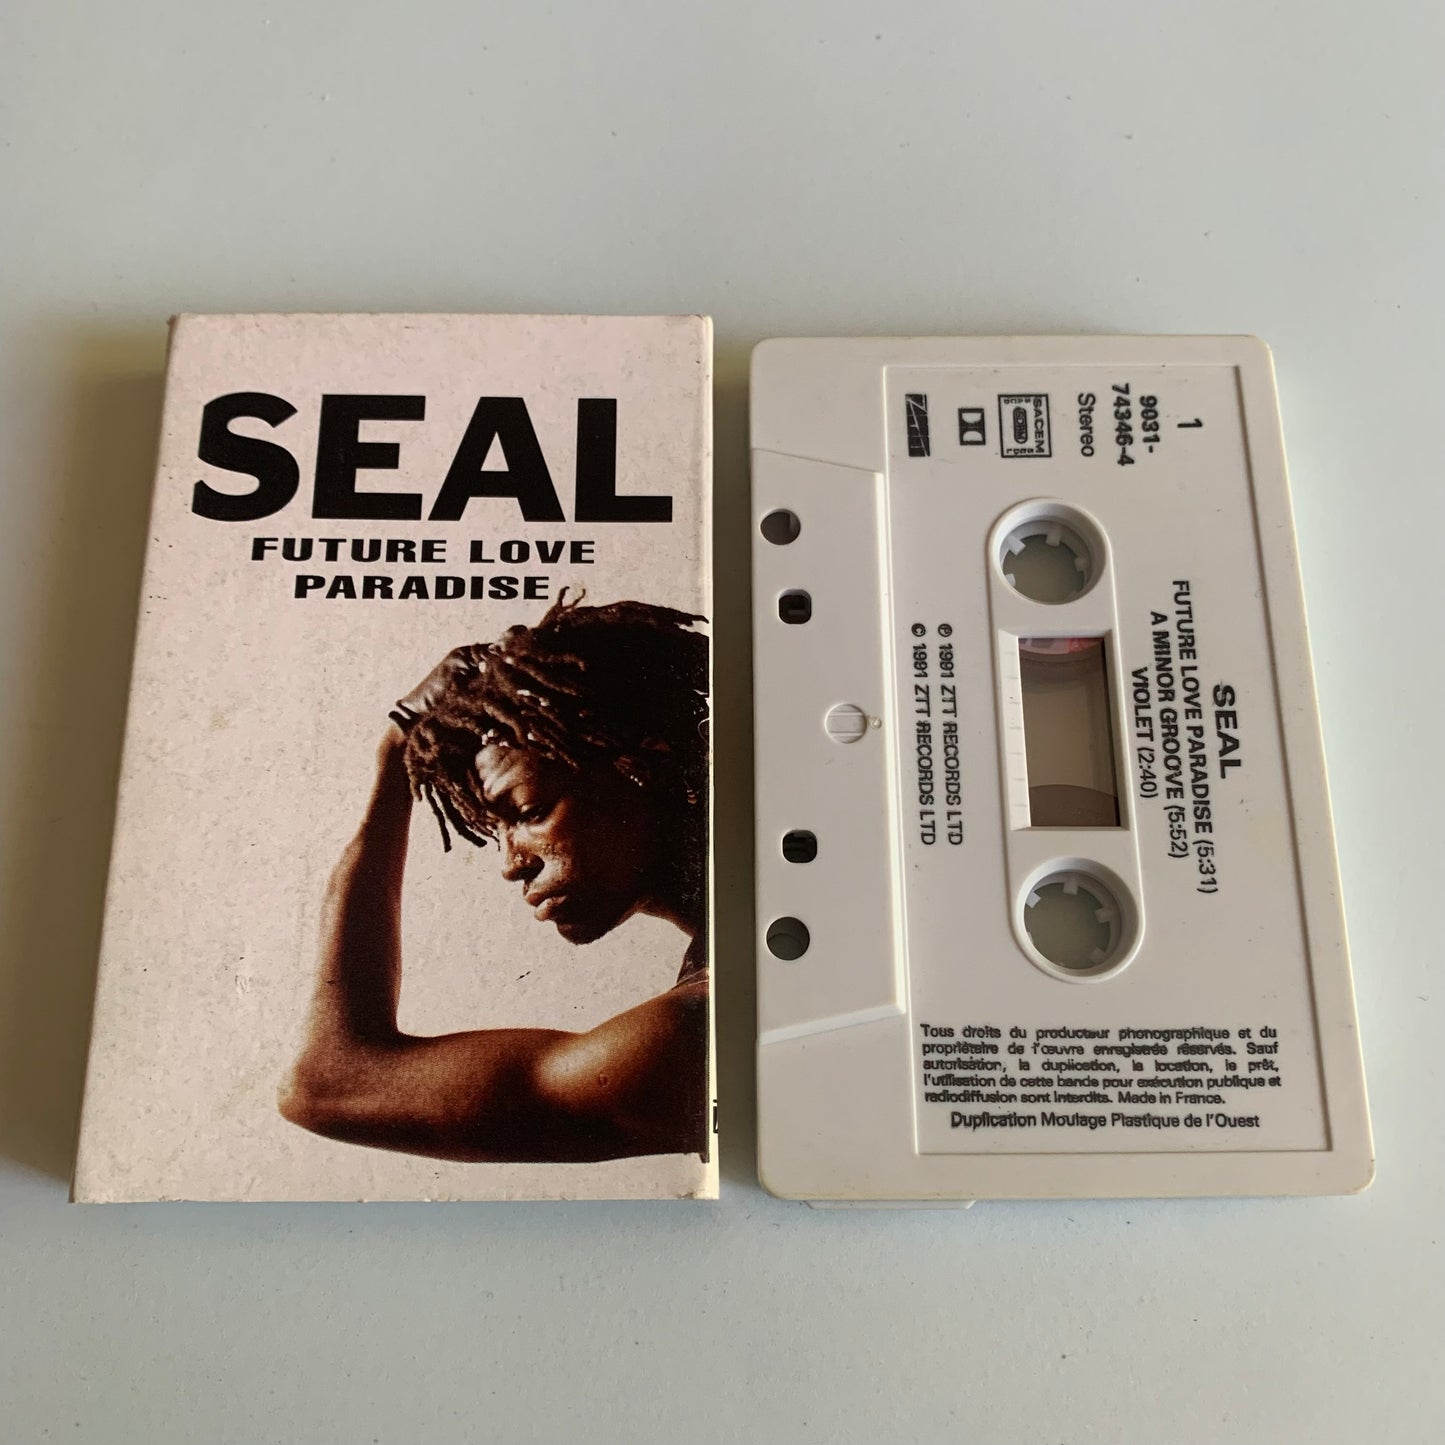 SEAL
FUTURE LOVE
PARADISE
1
9031-
74346-4
Stereo
SACEM
SDRM
ZTT
SEAL
FUTURE LOVE PARADISE (5:31)
A MINOR GROOVE (5:52)
VIOLET (2:40)
℗ 1991 ZTT RECORDS LTD
© 1991 ZTT RECORDS LTD
Tous droits du producteur phonographique et du
propriétaire de l'œuvre enregistrée réservés. Sauf
autorisation, la duplication, la location, le prêt,
l'utilisation de cette bande pour exécution publique et
radiodiffusion sont interdits. Made in France.
Duplication Moulage Plastique de l'Ouest